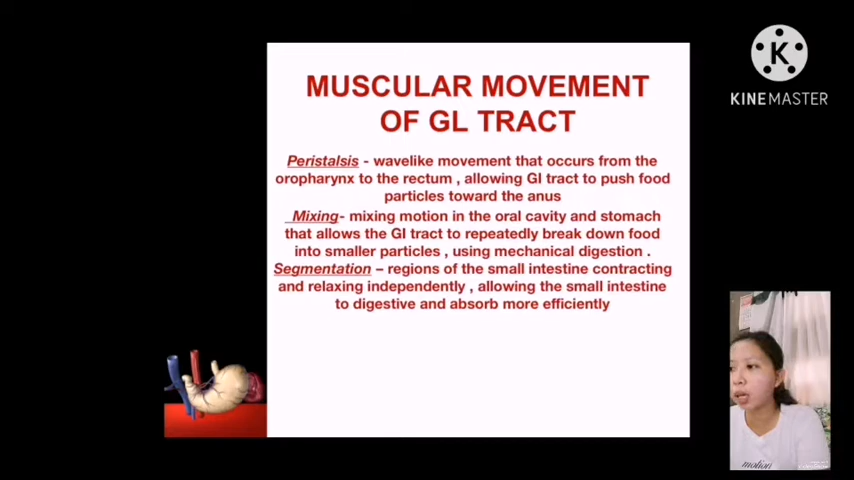 MUSCULAR MOVEMENT
OF GL TRACT
Peristalsis - wavelike movement that occurs from the
oropharynx to the rectum , allowing GI tract to push food
particles toward the anus
Mixing- mixing motion in the oral cavity and stomach
that allows the GI tract to repeatedly break down food
into smaller particles , using mechanical digestion .
Segmentation – regions of the small intestine contracting
and relaxing independently , allowing the small intestine
to digestive and absorb more efficiently
K
KINEMASTER
motion